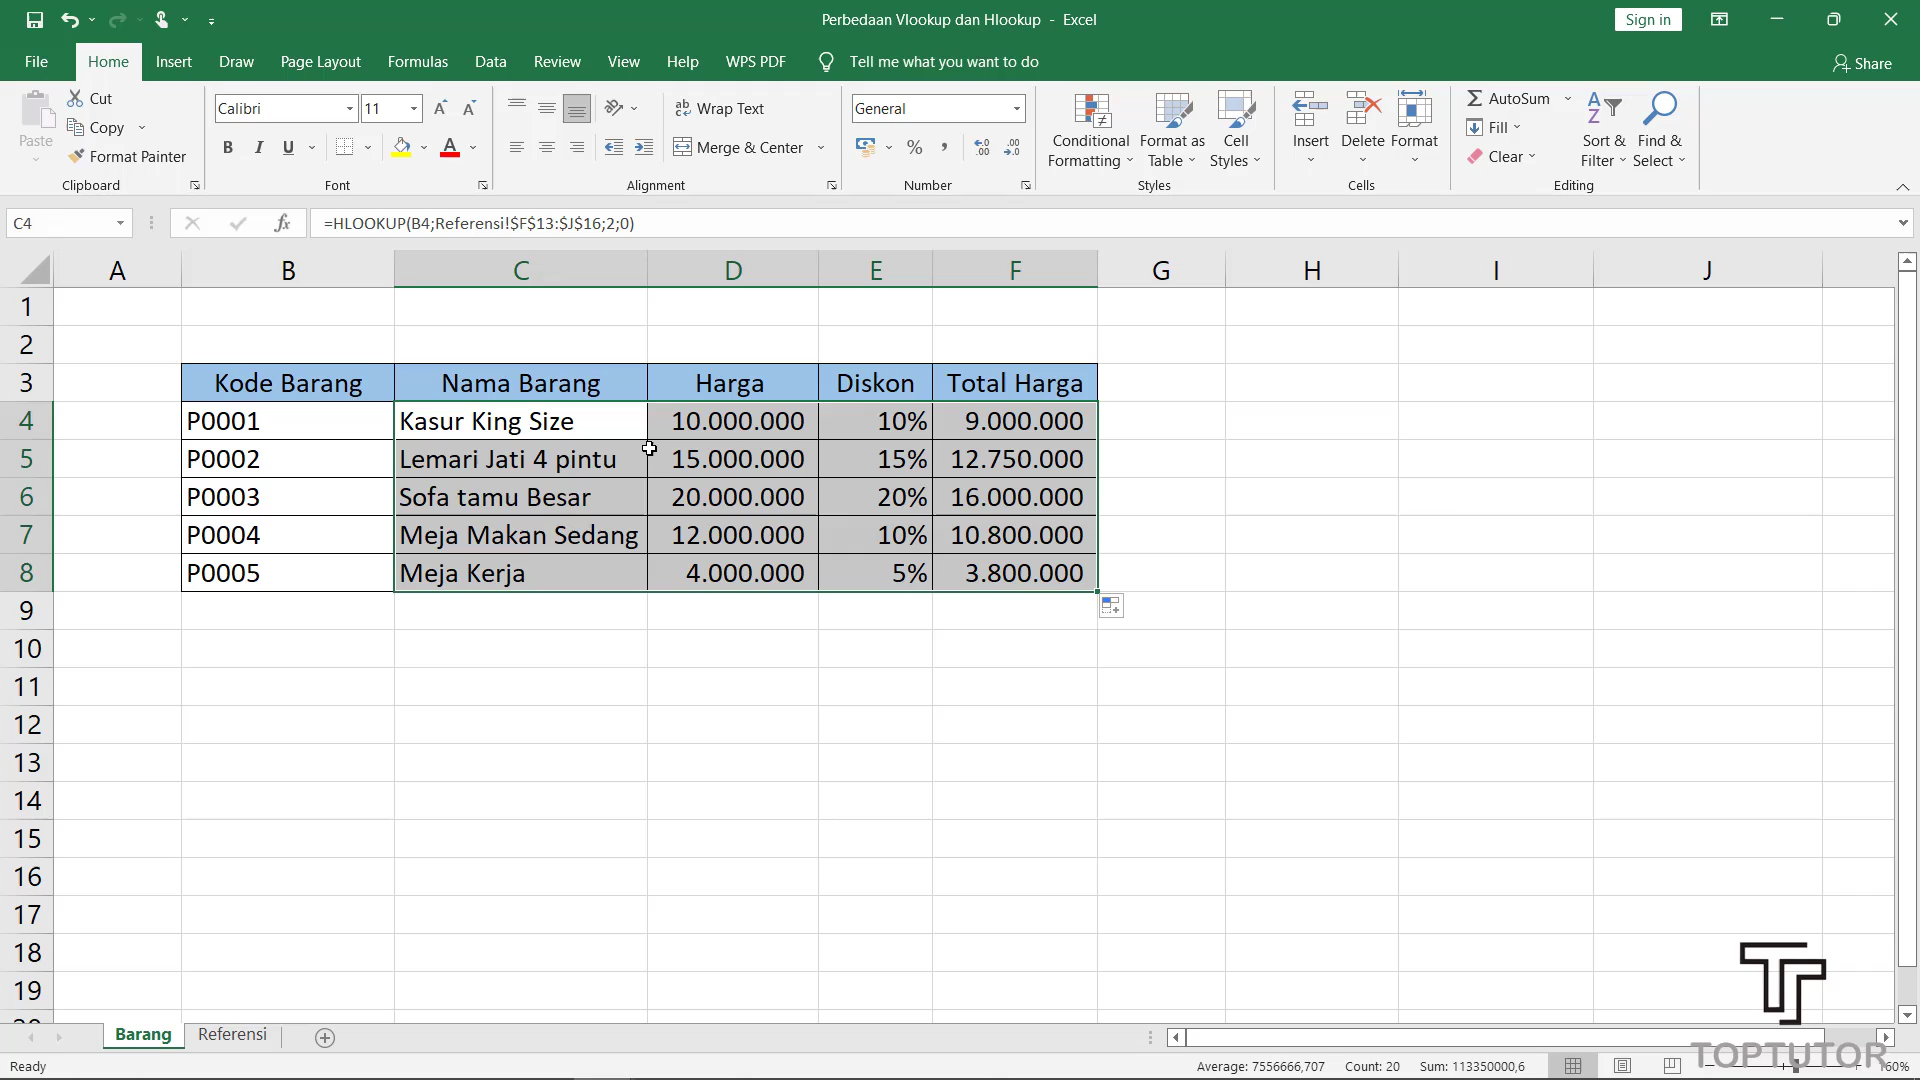 Perbedaan Vlookup dan Hlookup - Excel
Sign in
File Home Insert Draw Page Layout Formulas Data Review View Help WPS PDF Tell me what you want to do Share
Paste
Cut
Copy
Format Painter
Clipboard
Calibri 11
B I U
Font
Wrap Text
Merge & Center
Alignment
General
Number
Conditional Formatting
Format as Table
Cell Styles
Styles
Insert Delete Format
Cells
AutoSum
Fill
Clear
Sort & Filter
Find & Select
Editing
C4 =HLOOKUP(B4;Referensi!$F$13:$J$16;2;0)
A B C D E F G H I J
1
2
3 Kode Barang Nama Barang Harga Diskon Total Harga
4 P0001 Kasur King Size 10.000.000 10% 9.000.000
5 P0002 Lemari Jati 4 pintu 15.000.000 15% 12.750.000
6 P0003 Sofa tamu Besar 20.000.000 20% 16.000.000
7 P0004 Meja Makan Sedang 12.000.000 10% 10.800.000
8 P0005 Meja Kerja 4.000.000 5% 3.800.000
9
10
11
12
13
14
15
16
17
18
19
Barang Referensi
Ready Average: 7556666,707 Count: 20 Sum: 113350000,6
TOPTUTOR